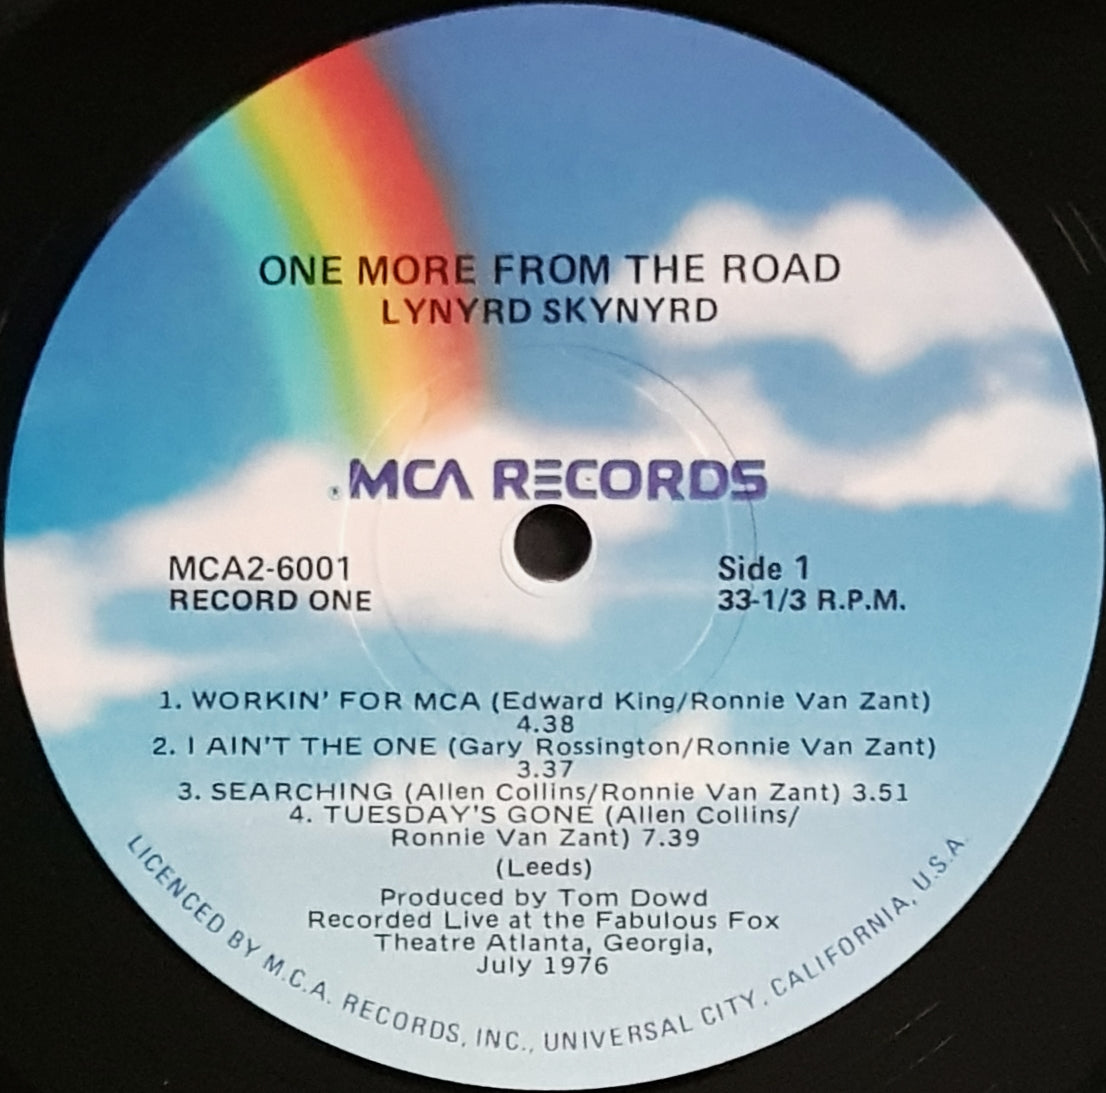 ONE MORE FROM THE ROAD
LYNYRD SKYNYRD
MCA RECORDS
MCA2-6001
RECORD ONE
Side 1
33-1/3 R.P.M.
1. WORKIN' FOR MCA (Edward King/Ronnie Van Zant)
4.38
2. I AIN'T THE ONE (Gary Rossington/Ronnie Van Zant)
3.37
3. SEARCHING (Allen Collins/Ronnie Van Zant) 3.51
4. TUESDAY'S GONE (Allen Collins/
Ronnie Van Zant) 7.39
(Leeds)
Produced by Tom Dowd
Recorded Live at the Fabulous Fox
Theatre Atlanta, Georgia,
July 1976
LICENCED BY M.C.A. RECORDS, INC., UNIVERSAL CITY, CALIFORNIA, U.S.A.